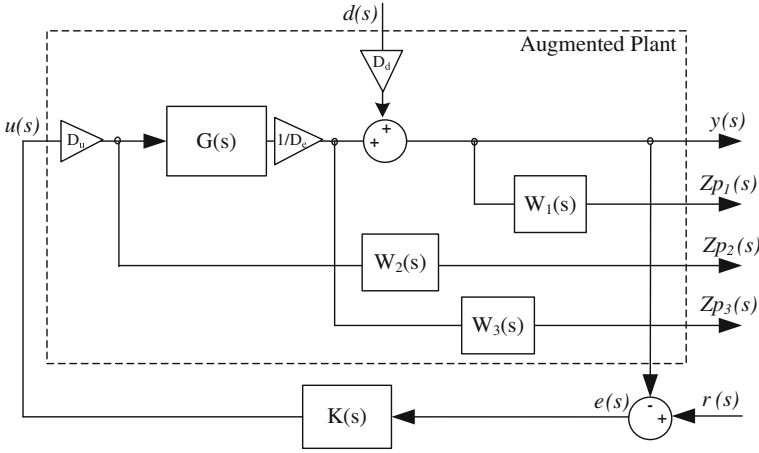 d(s)
Augmented Plant
D_d
u(s)
D_u
G(s)
1/D_e
+
+
y(s)
W_1(s)
Zp_1(s)
W_2(s)
Zp_2(s)
W_3(s)
Zp_3(s)
K(s)
e(s)
-
+
r(s)